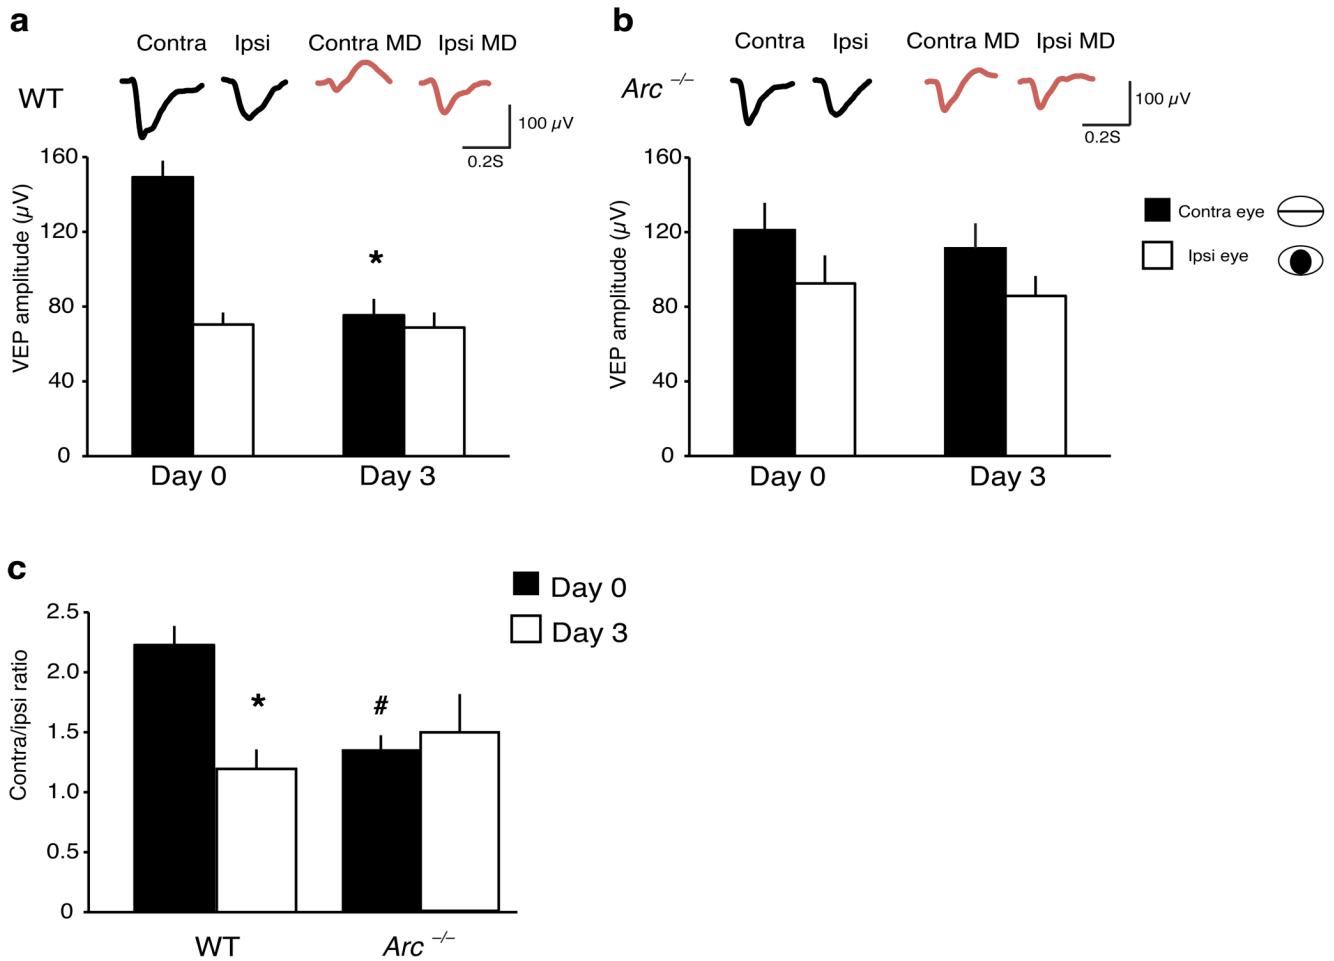 a
Contra Ipsi Contra MD Ipsi MD
WT
100 µV
0.2S
VEP amplitude (µV)
160
120
80
40
0
*
Day 0 Day 3
b
Contra Ipsi Contra MD Ipsi MD
Arc –/–
100 µV
0.2S
VEP amplitude (µV)
160
120
80
40
0
Day 0 Day 3
Contra eye
Ipsi eye
c
Day 0
Day 3
Contra/ipsi ratio
2.5
2.0
1.5
1.0
0.5
0
* #
WT Arc –/–